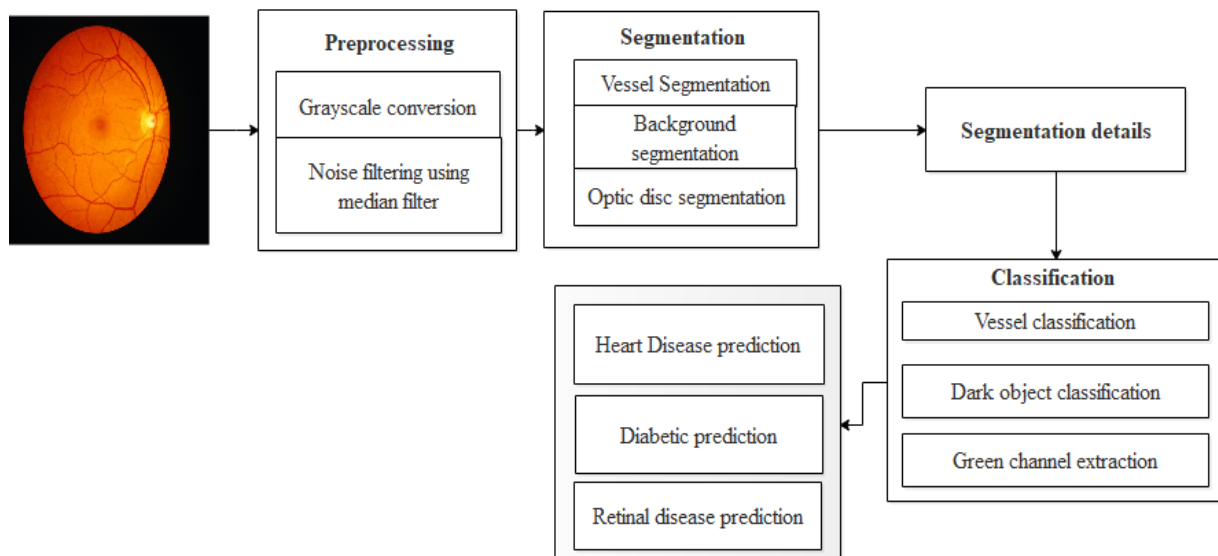 Preprocessing
Grayscale conversion
Noise filtering using
median filter
Segmentation
Vessel Segmentation
Background
segmentation
Optic disc segmentation
Segmentation details
Classification
Vessel classification
Dark object classification
Green channel extraction
Heart Disease prediction
Diabetic prediction
Retinal disease prediction